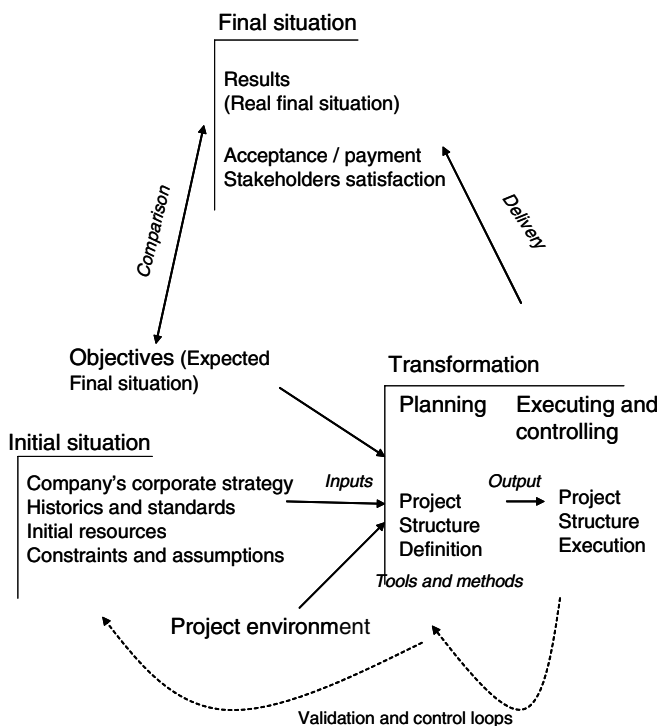 Final situation
Results
(Real final situation)
Acceptance / payment
Stakeholders satisfaction
Comparison
Delivery
Objectives (Expected
Final situation)
Transformation
Planning
Executing and
controlling
Initial situation
Company's corporate strategy
Historics and standards
Initial resources
Constraints and assumptions
Inputs
Project
Structure
Definition
Output
Project
Structure
Execution
Tools and methods
Project environment
Validation and control loops